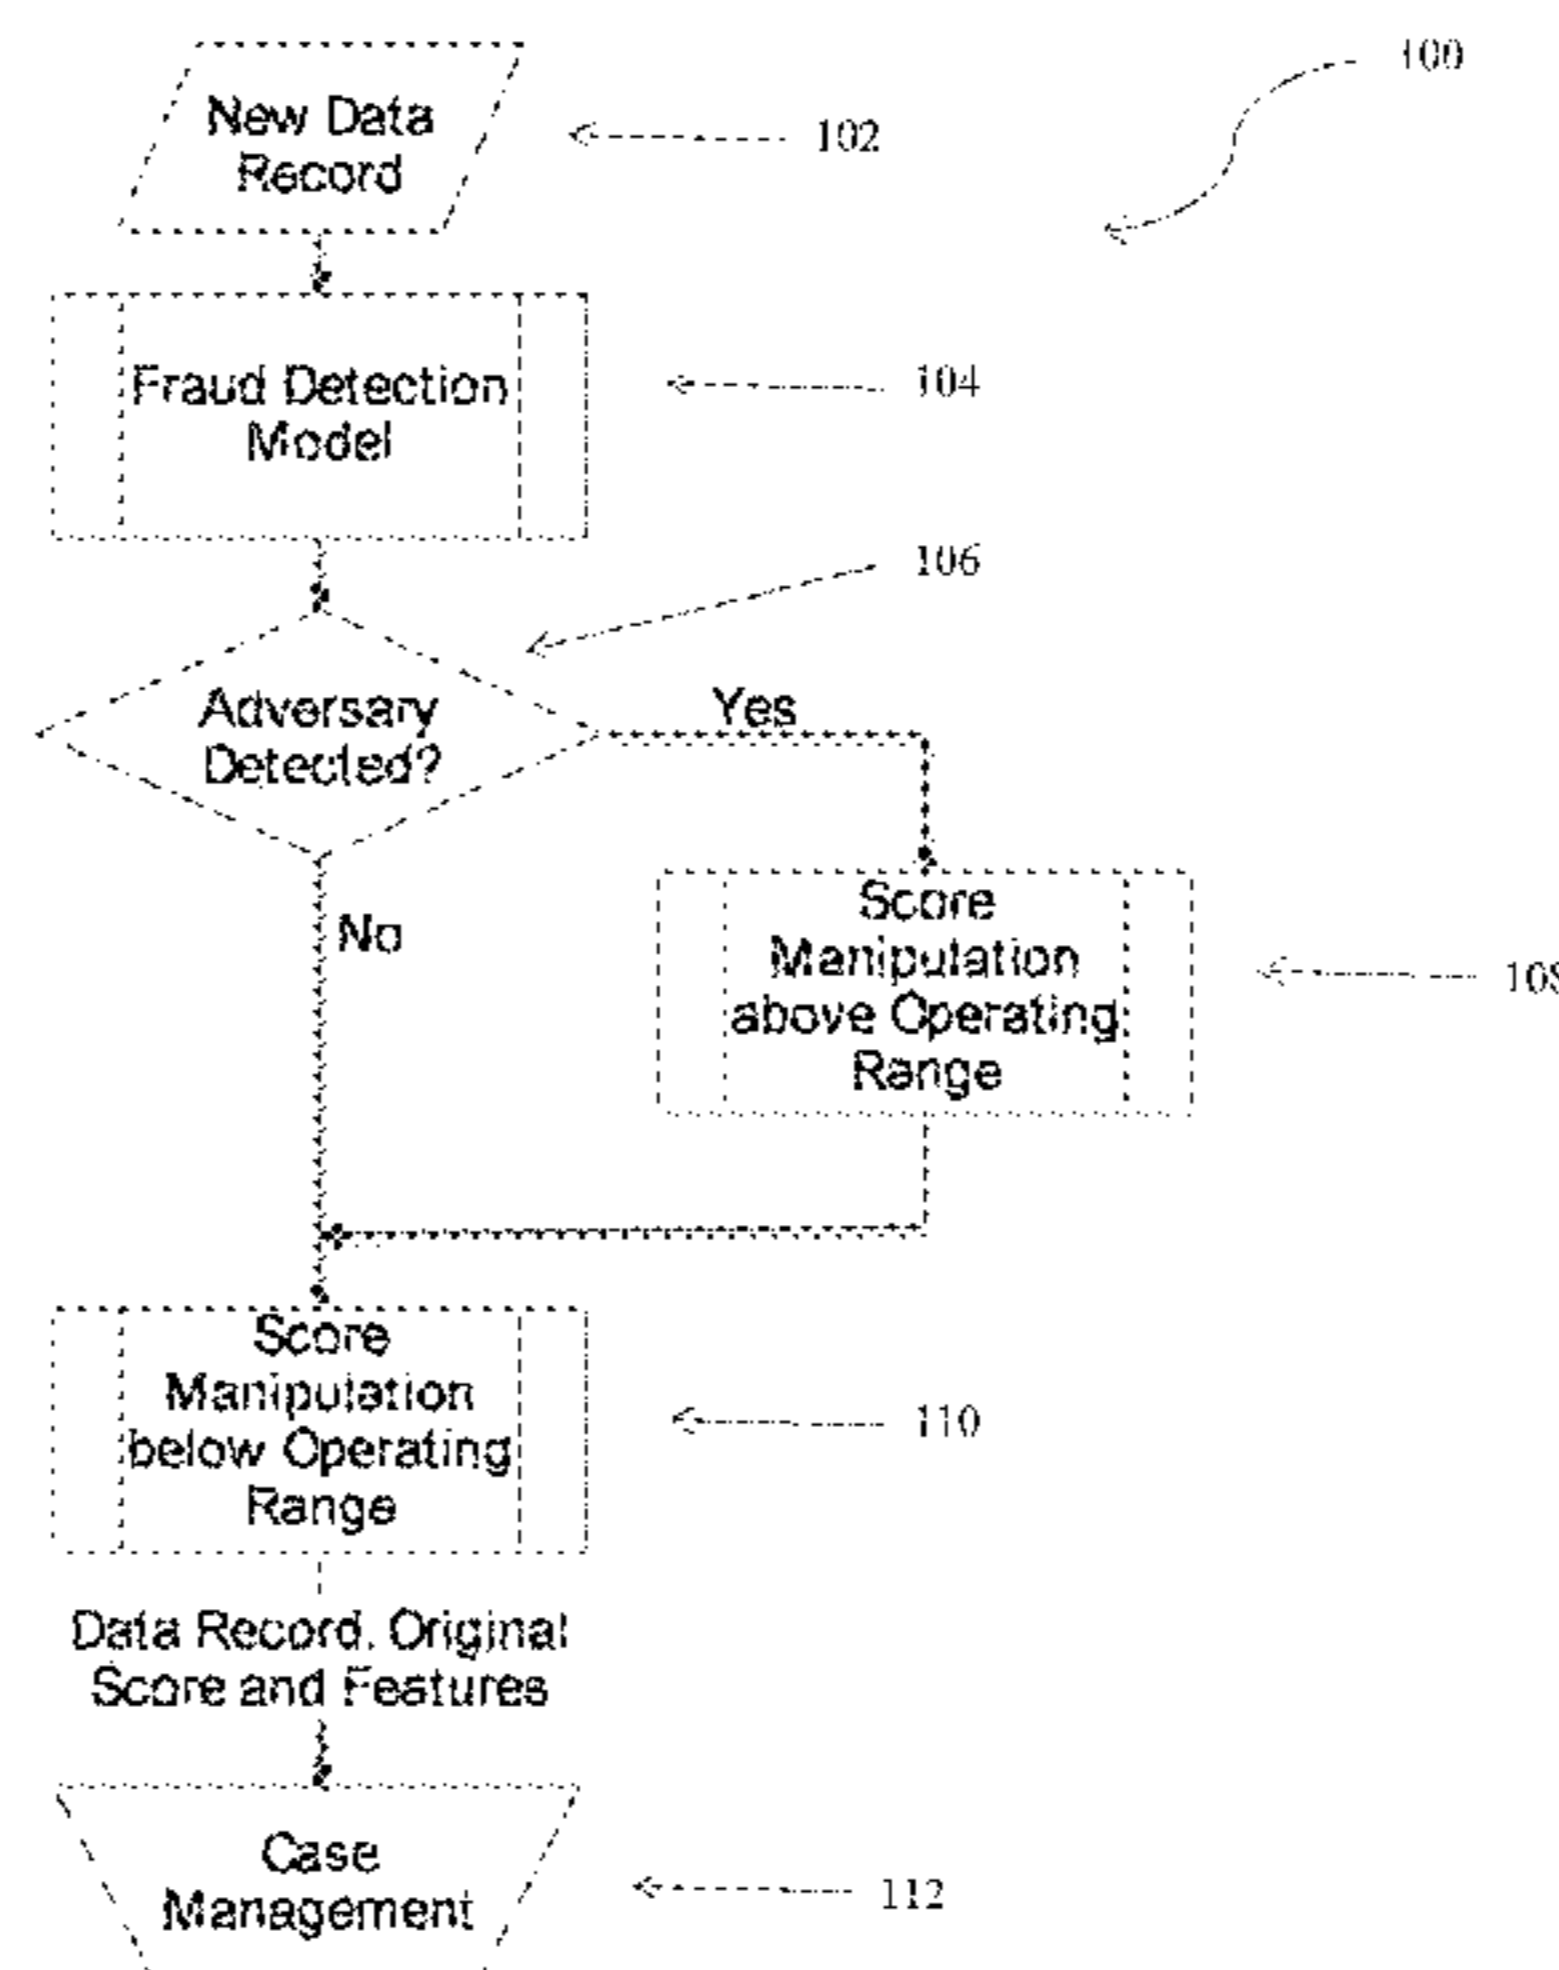 100
New Data
Record
102
Fraud Detection
Model
104
106
Adversary
Detected?
Yes
No
Score
Manipulation
above Operating
Range
108
Score
Manipulation
below Operating
Range
110
Data Record, Original
Score and Features
Case
Management
112